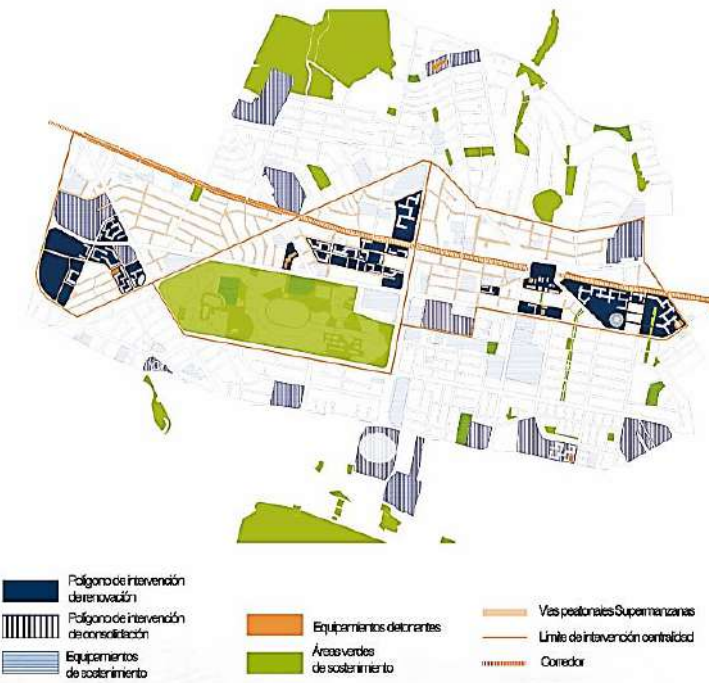 Polígono de intervención
de renovación
Polígono de intervención
de consolidación
Equipamientos
de sostenimiento
Equipamientos detonantes
Áreas verdes
de sostenimiento
Vías peatonales Supermanzanas
Límite de intervención centralidad
Corredor